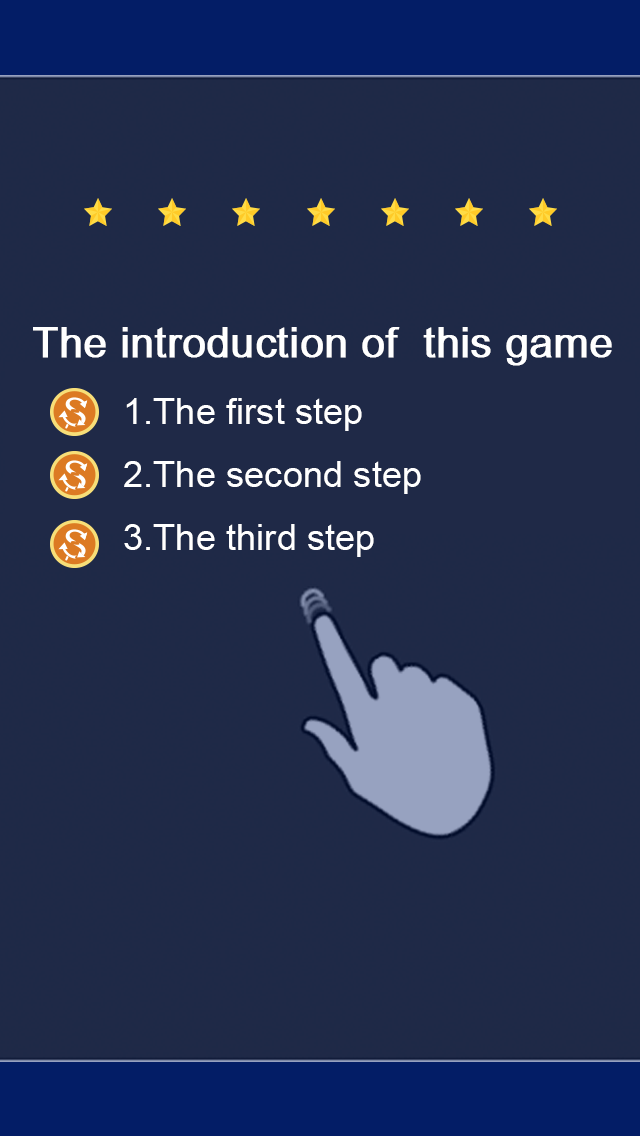 The introduction of  this game
1.The first step
2.The second step
3.The third step